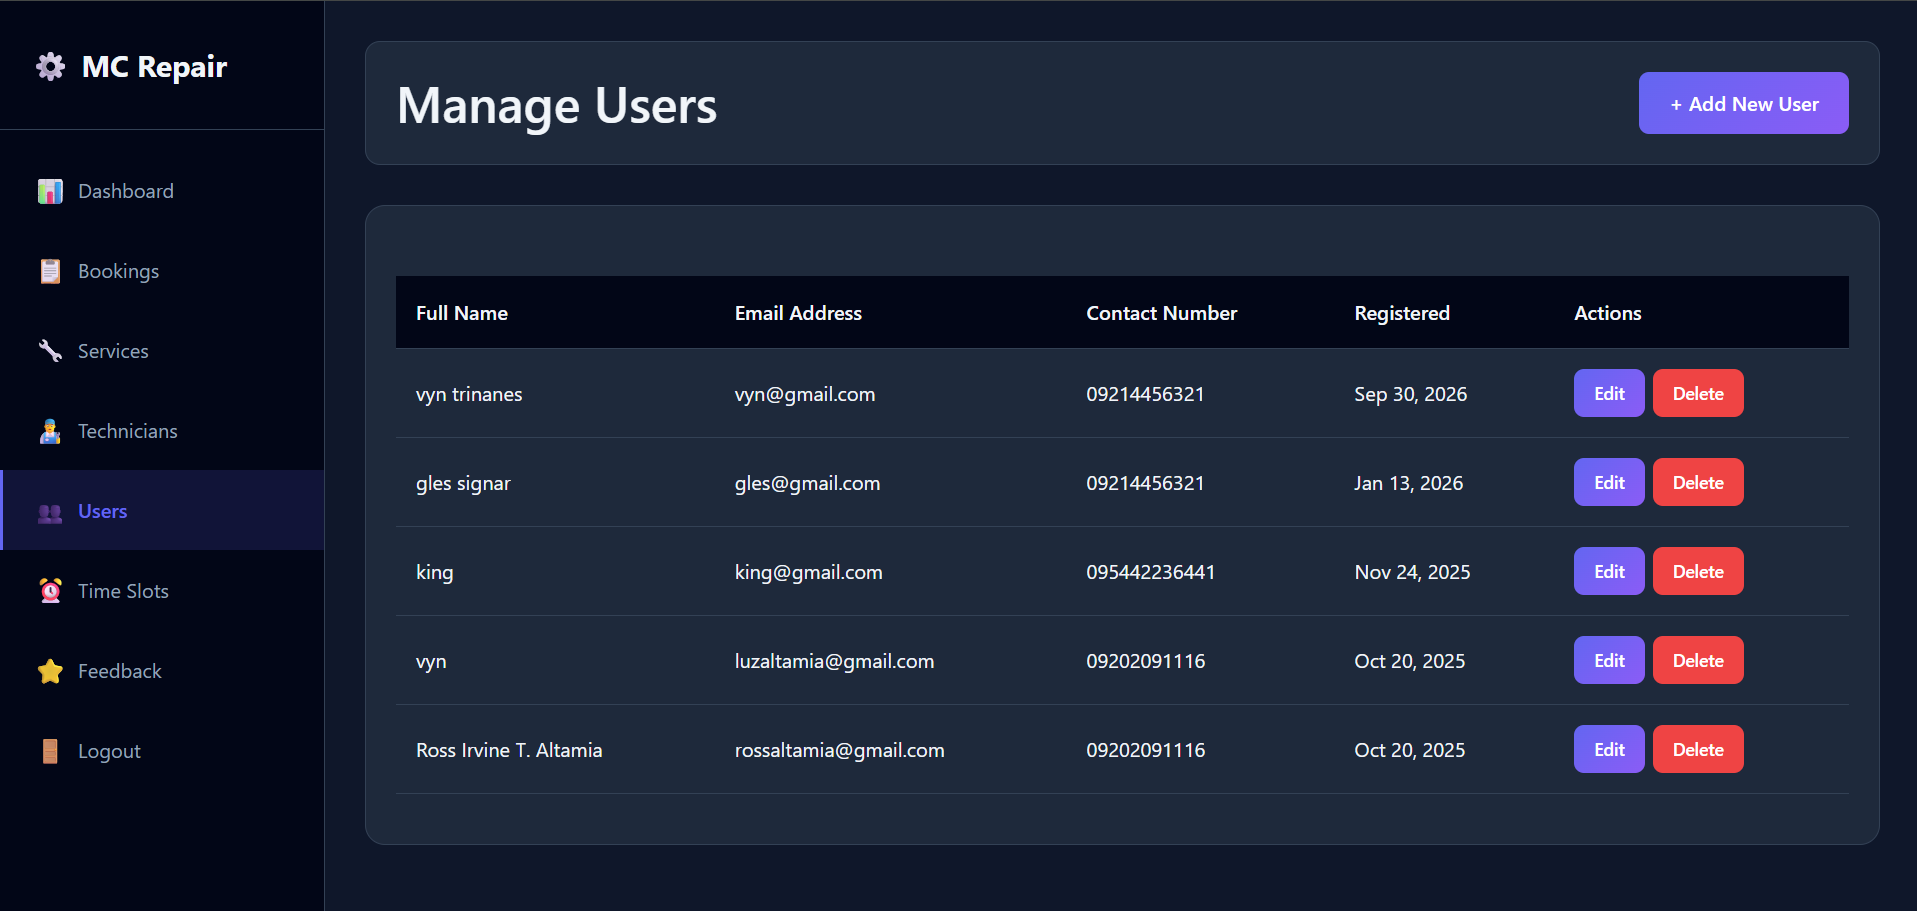 MC Repair
Dashboard
Bookings
Services
Technicians
Users
Time Slots
Feedback
Logout
Manage Users
+ Add New User
Full Name Email Address Contact Number Registered Actions
vyn trinanes vyn@gmail.com 09214456321 Sep 30, 2026 Edit Delete
gles signar gles@gmail.com 09214456321 Jan 13, 2026 Edit Delete
king king@gmail.com 095442236441 Nov 24, 2025 Edit Delete
vyn luzaltamia@gmail.com 09202091116 Oct 20, 2025 Edit Delete
Ross Irvine T. Altamia rossaltamia@gmail.com 09202091116 Oct 20, 2025 Edit Delete